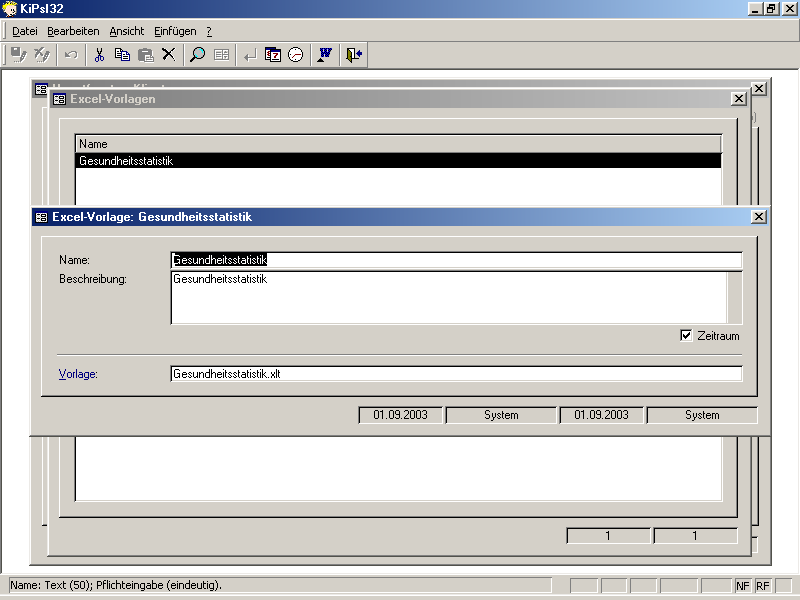 KiPsI32
Datei Bearbeiten Ansicht Einfügen ?
Excel-Vorlagen
Name
Gesundheitsstatistik
Excel-Vorlage: Gesundheitsstatistik
Name: Gesundheitsstatistik
Beschreibung: Gesundheitsstatistik
Zeitraum
Vorlage: Gesundheitsstatistik.xlt
01.09.2003 System 01.09.2003 System
1 1
Name: Text (50); Pflichteingabe (eindeutig). NF RF